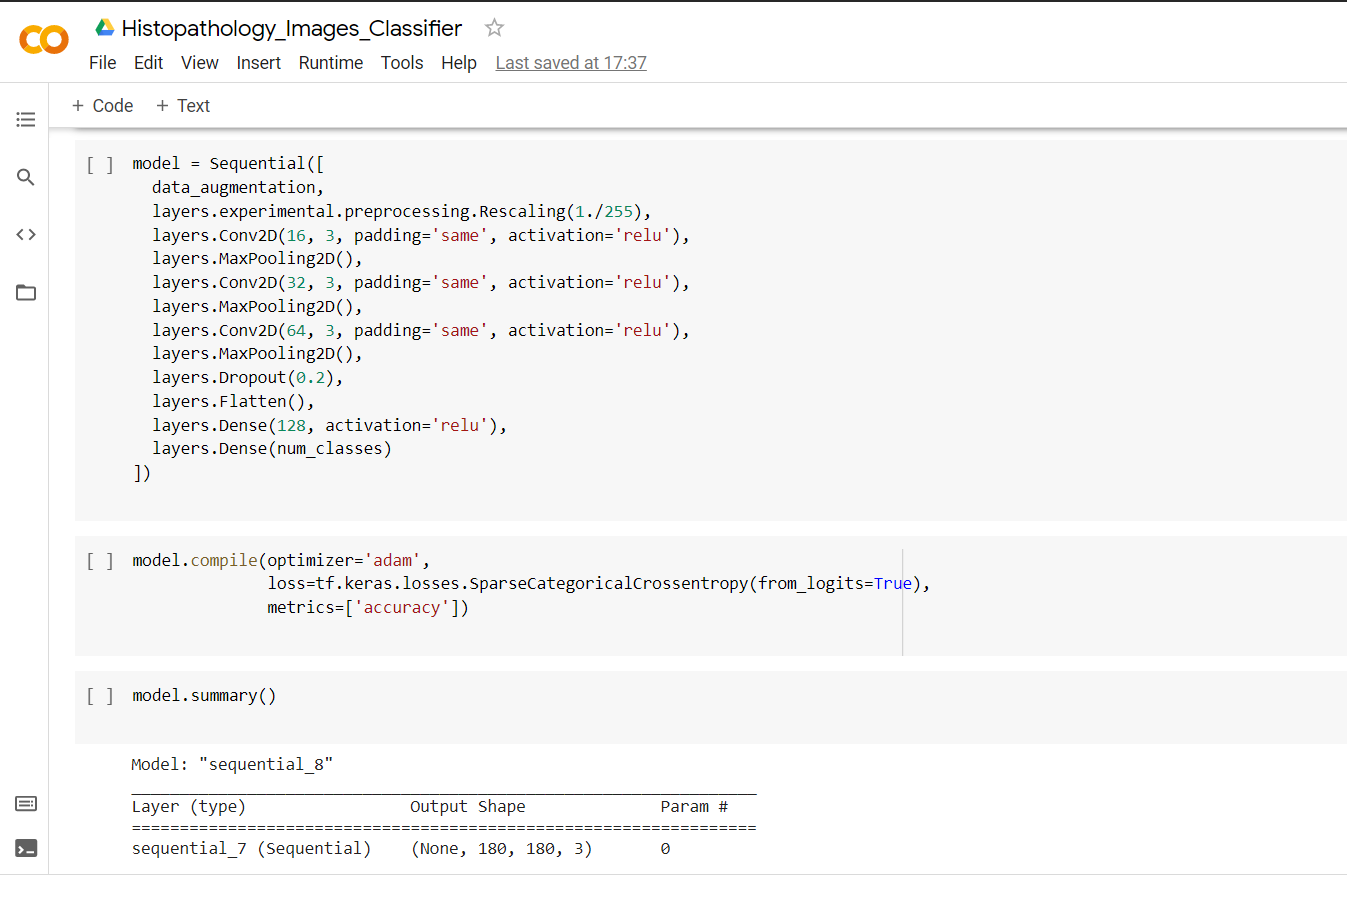 Histopathology_Images_Classifier
File Edit View Insert Runtime Tools Help Last saved at 17:37
+ Code + Text
[ ] model = Sequential([
  data_augmentation,
  layers.experimental.preprocessing.Rescaling(1./255),
  layers.Conv2D(16, 3, padding='same', activation='relu'),
  layers.MaxPooling2D(),
  layers.Conv2D(32, 3, padding='same', activation='relu'),
  layers.MaxPooling2D(),
  layers.Conv2D(64, 3, padding='same', activation='relu'),
  layers.MaxPooling2D(),
  layers.Dropout(0.2),
  layers.Flatten(),
  layers.Dense(128, activation='relu'),
  layers.Dense(num_classes)
])
[ ] model.compile(optimizer='adam',
              loss=tf.keras.losses.SparseCategoricalCrossentropy(from_logits=True),
              metrics=['accuracy'])
[ ] model.summary()
Model: "sequential_8"
_________________________________________________________________
Layer (type)                 Output Shape              Param #
=================================================================
sequential_7 (Sequential)    (None, 180, 180, 3)       0